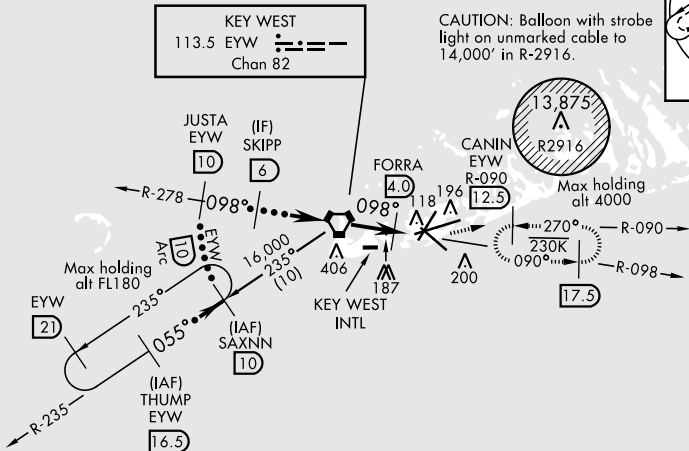 KEY WEST
113.5 EYW
Chan 82
CAUTION: Balloon with strobe
light on unmarked cable to
14,000’ in R-2916.
13,875
R2916
JUSTA
EYW
10
(IF)
SKIPP
6
R-278
098°
FORRA
4.0
098°
118
196
CANIN
EYW
R-090
12.5
Max holding
alt 4000
270°
R-090
230K
090°
R-098
17.5
200
187
406
KEY WEST
INTL
EYW
10
Arc
16,000
235°
(10)
Max holding
alt FL180
EYW
21
235°
055°
(IAF)
SAXNN
10
(IAF)
THUMP
EYW
16.5
R-235